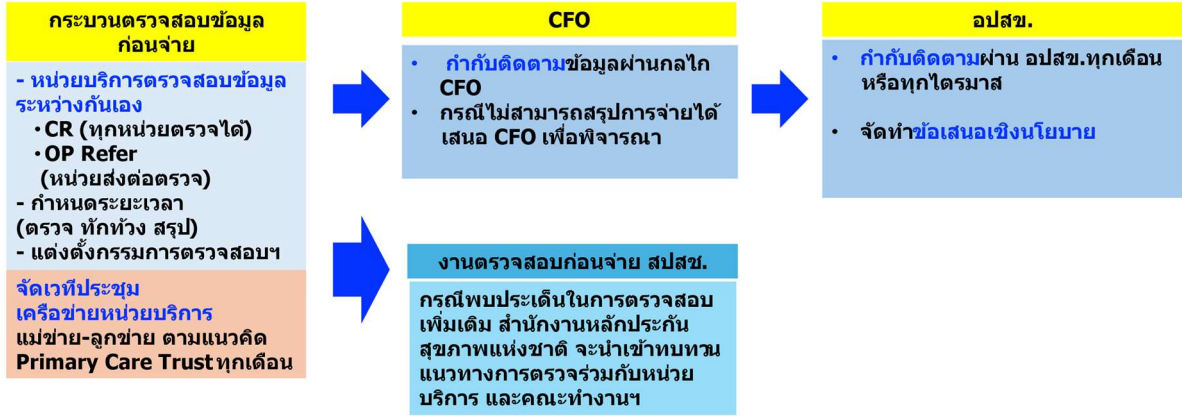 กระบวนตรวจสอบข้อมูล
ก่อนจ่าย
- หน่วยบริการตรวจสอบข้อมูล
ระหว่างกันเอง
• CR (ทุกหน่วยตรวจได้)
• OP Refer
(หน่วยส่งต่อตรวจ)
- กำหนดระยะเวลา
(ตรวจ ทักท้วง สรุป)
- แต่งตั้งกรรมการตรวจสอบฯ
จัดเวทีประชุม
เครือข่ายหน่วยบริการ
แม่ข่าย-ลูกข่าย ตามแนวคิด
Primary Care Trust ทุกเดือน
CFO
• กำกับติดตามข้อมูลผ่านกลไก
CFO
• กรณีไม่สามารถสรุปการจ่ายได้
เสนอ CFO เพื่อพิจารณา
อปสข.
• กำกับติดตามผ่าน อปสข.ทุกเดือน
หรือทุกไตรมาส
• จัดทำข้อเสนอเชิงนโยบาย
งานตรวจสอบก่อนจ่าย สปสช.
กรณีพบประเด็นในการตรวจสอบ
เพิ่มเติม สำนักงานหลักประกัน
สุขภาพแห่งชาติ จะนำเข้าทบทวน
แนวทางการตรวจร่วมกับหน่วย
บริการ และคณะทำงานฯ